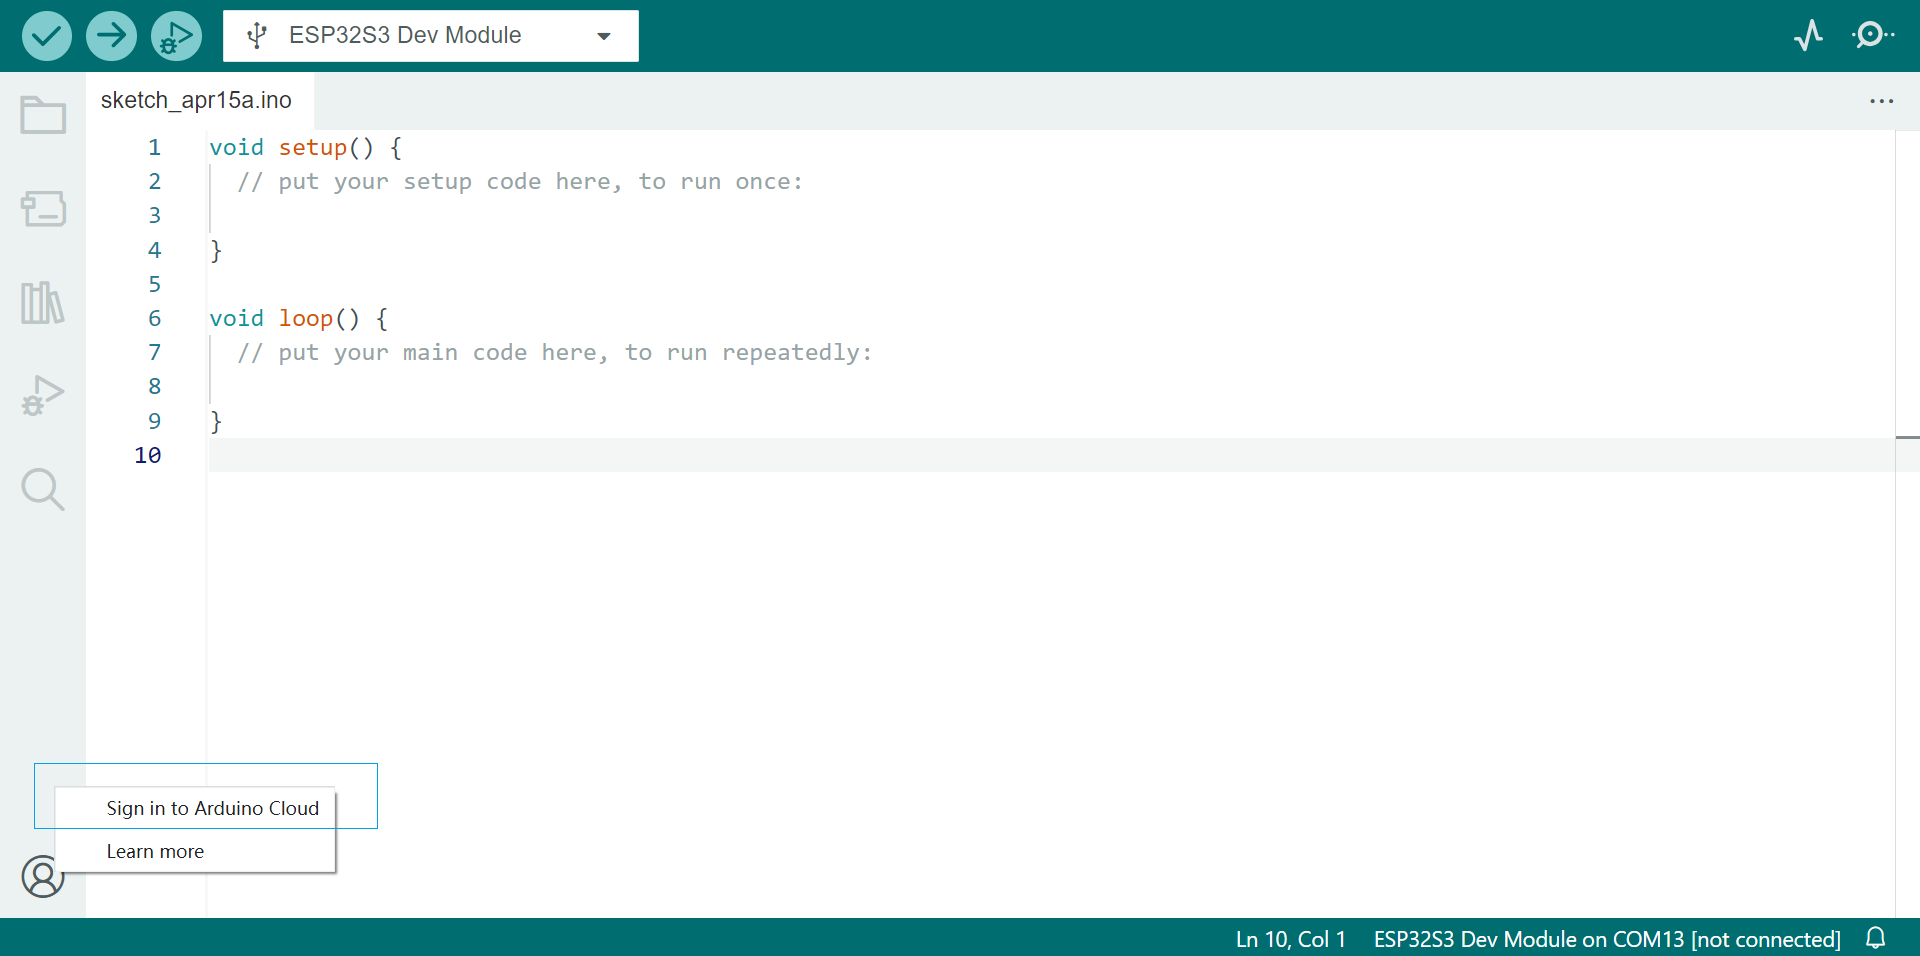 ESP32S3 Dev Module
sketch_apr15a.ino
1 void setup() {
2   // put your setup code here, to run once:
3
4 }
5
6 void loop() {
7   // put your main code here, to run repeatedly:
8
9 }
10
Sign in to Arduino Cloud
Learn more
Ln 10, Col 1 ESP32S3 Dev Module on COM13 [not connected]